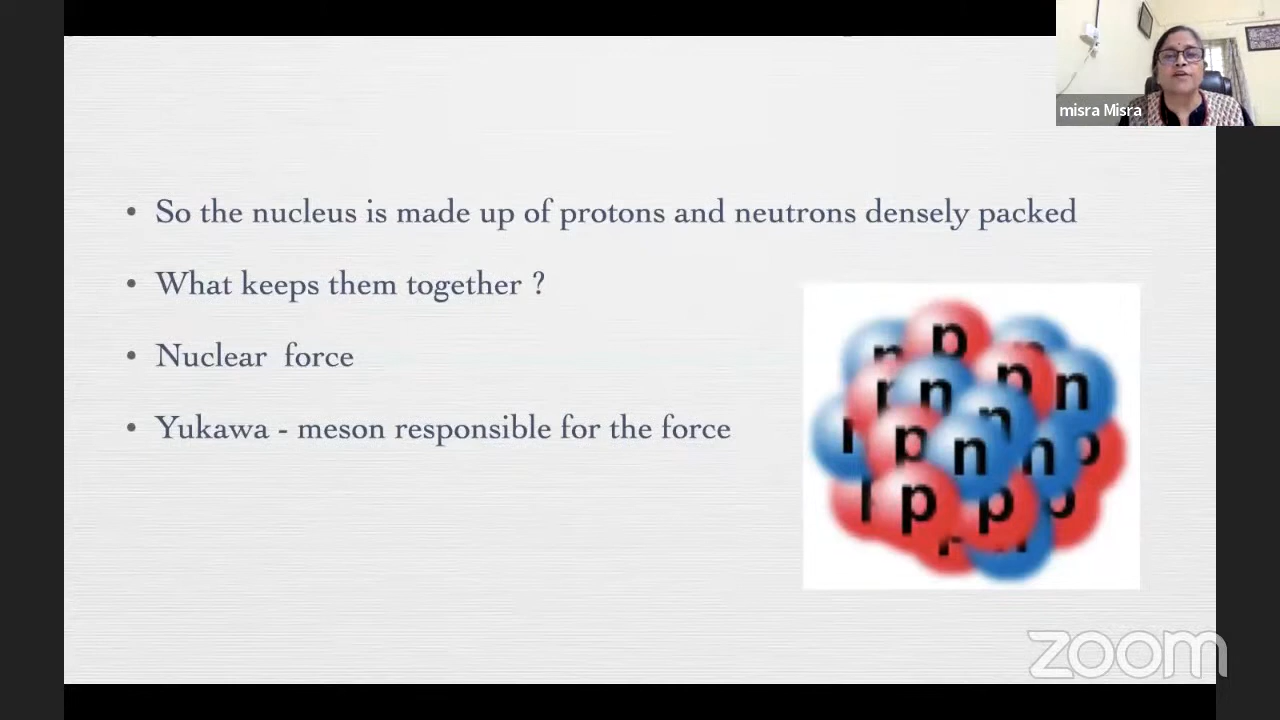 misra Misra
• So the nucleus is made up of protons and neutrons densely packed
• What keeps them together ?
• Nuclear force
• Yukawa - meson responsible for the force
p
p
n
n
n
p
n
n
p
p
p
zoom